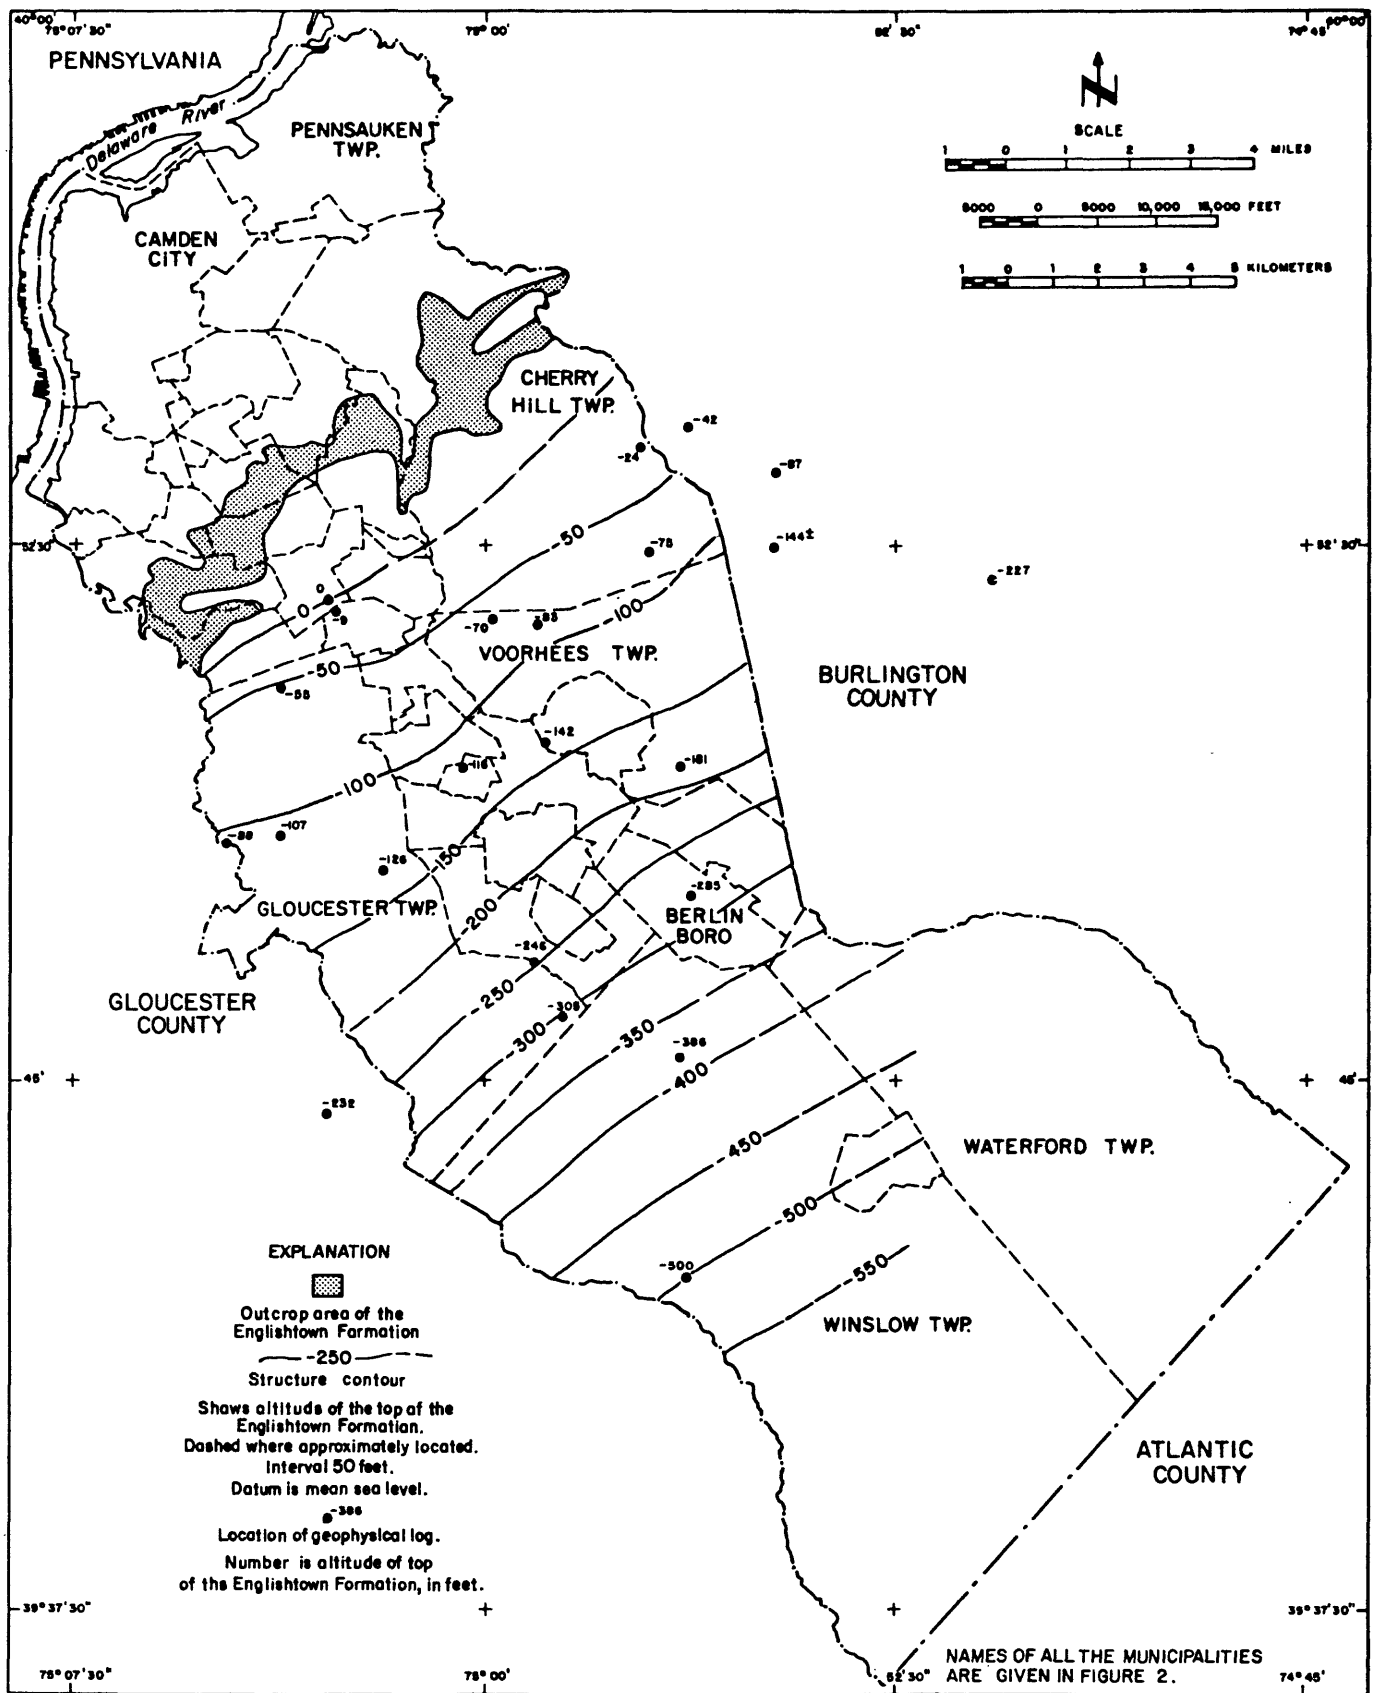 40°00'
75°07'30"
75°00'
52'30"
74°45'
40°00'
PENNSYLVANIA
Delaware River
PENNSAUKEN
TWP.
CAMDEN
CITY
SCALE
1 0 1 2 3 4 MILES
5000 0 5000 10,000 15,000 FEET
1 0 1 2 3 4 5 KILOMETERS
CHERRY
HILL TWP.
-42
-24
-87
-50
-75
-144±
52'30"
52'30"
-227
0
0
-9
-100
-70
-83
VOORHEES TWP.
-50
-55
BURLINGTON
COUNTY
-142
-116
-181
-100
-107
-98
-126
-150
-200
-285
GLOUCESTER TWP.
BERLIN
BORO
-246
-250
GLOUCESTER
COUNTY
-305
-300
-350
-386
-400
45'
45'
-232
-450
WATERFORD TWP.
-500
-500
-550
WINSLOW TWP.
EXPLANATION
Outcrop area of the
Englishtown Formation
-250
Structure contour
Shows altitude of the top of the
Englishtown Formation.
Dashed where approximately located.
Interval 50 feet.
Datum is mean sea level.
-386
Location of geophysical log.
Number is altitude of top
of the Englishtown Formation, in feet.
ATLANTIC
COUNTY
39°37'30"
39°37'30"
NAMES OF ALL THE MUNICIPALITIES
ARE GIVEN IN FIGURE 2.
75°07'30"
75°00'
52'30"
74°45'